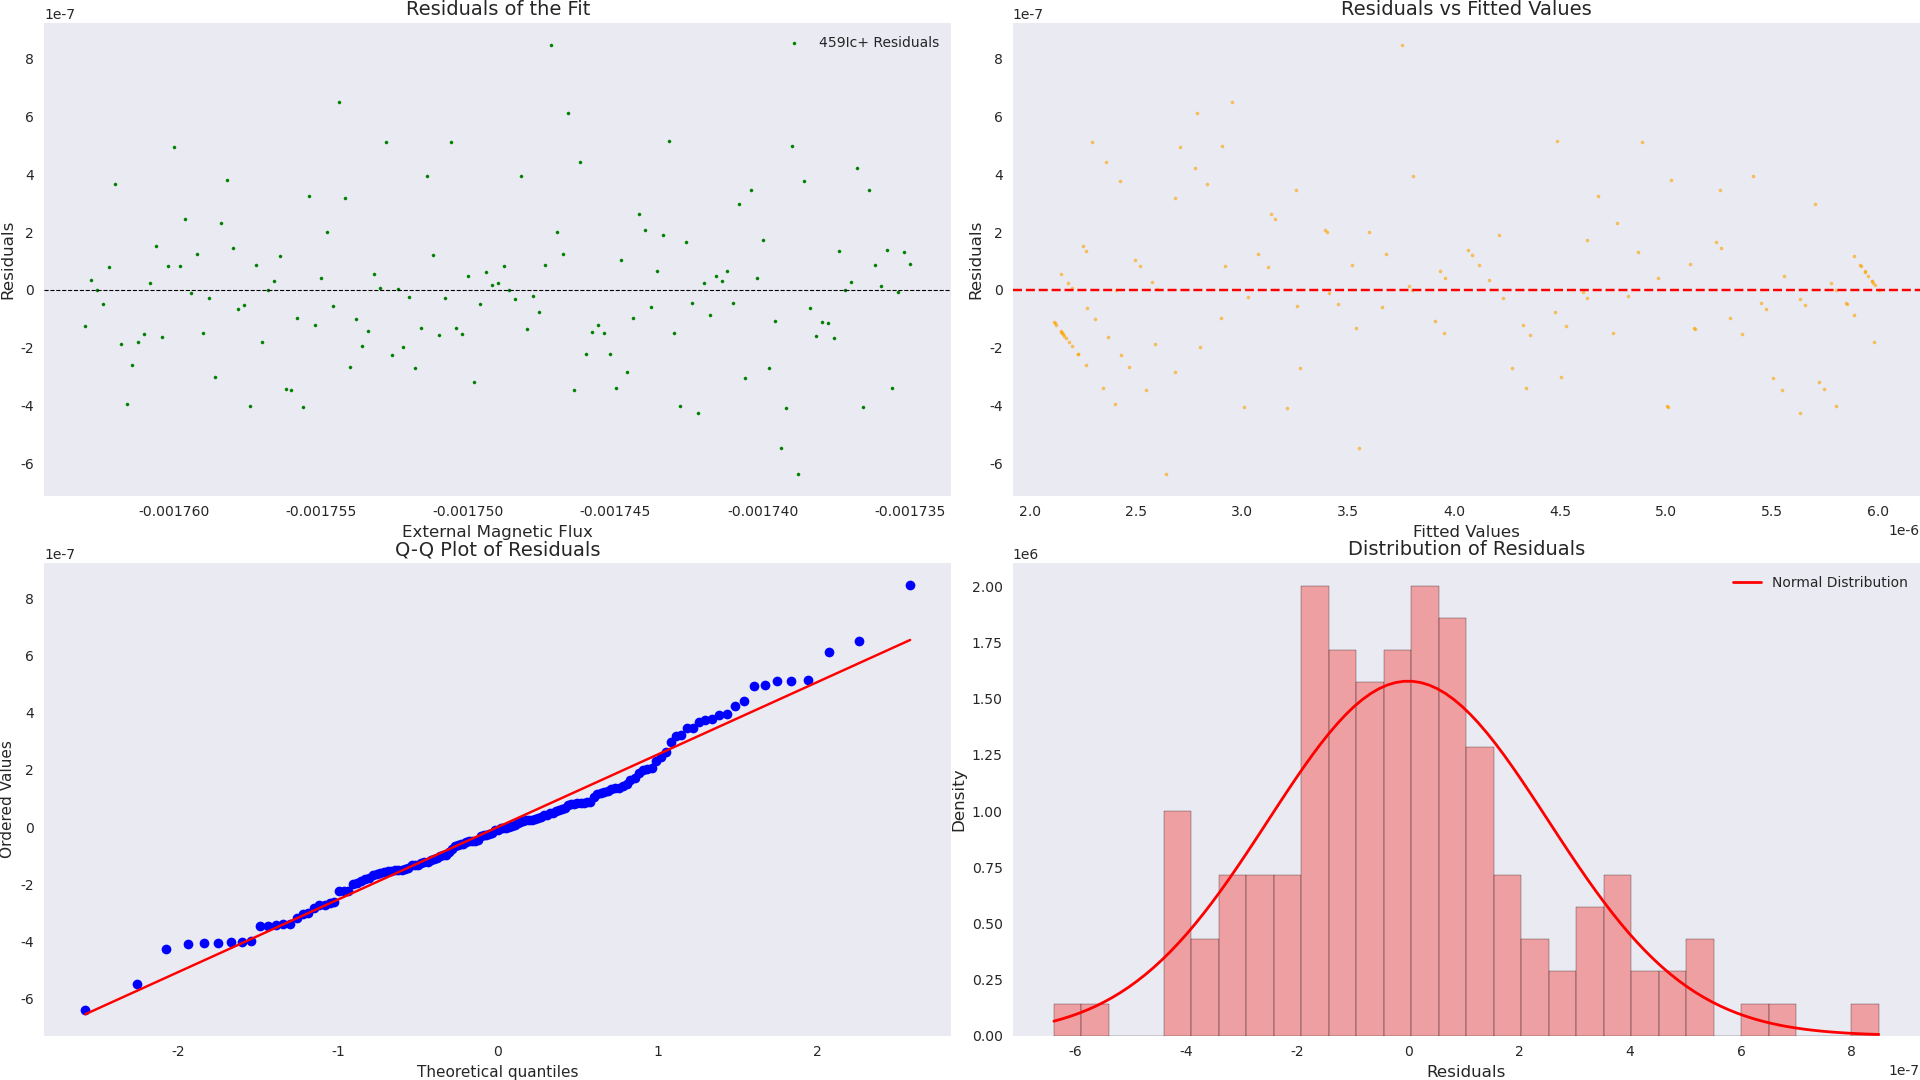 Residuals of the Fit
1e-7
459Ic+ Residuals
8
6
4
2
0
-2
-4
-6
Residuals
-0.001760 -0.001755 -0.001750 -0.001745 -0.001740 -0.001735
External Magnetic Flux
Residuals vs Fitted Values
1e-7
8
6
4
2
0
-2
-4
-6
Residuals
2.0 2.5 3.0 3.5 4.0 4.5 5.0 5.5 6.0
Fitted Values
1e-6
Q-Q Plot of Residuals
1e-7
8
6
4
2
0
-2
-4
-6
Ordered Values
-2 -1 0 1 2
Theoretical quantiles
Distribution of Residuals
1e6
Normal Distribution
2.00
1.75
1.50
1.25
1.00
0.75
0.50
0.25
0.00
Density
-6 -4 -2 0 2 4 6 8
Residuals
1e-7